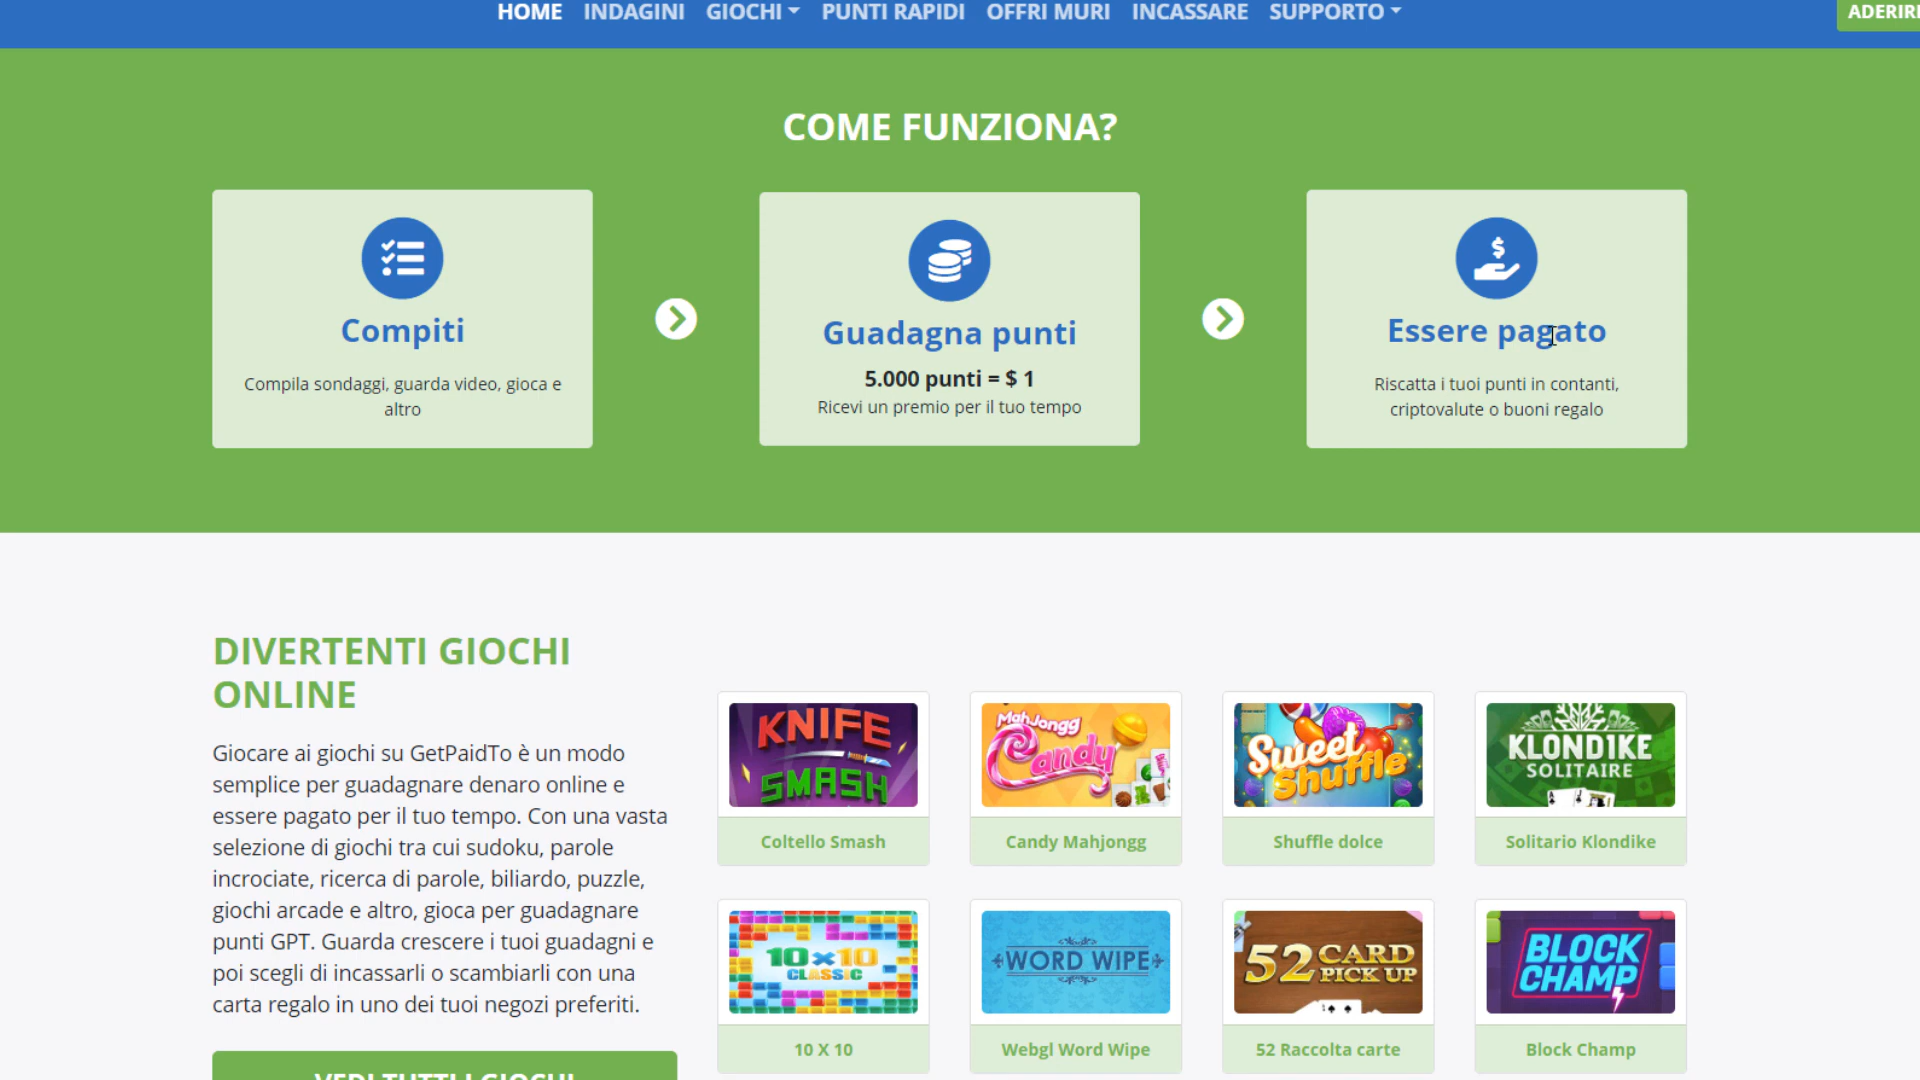 HOME INDAGINI GIOCHI PUNTI RAPIDI OFFRI MURI INCASSARE SUPPORTO
COME FUNZIONA?
Compiti
Compila sondaggi, guarda video, gioca e
altro
Guadagna punti
5.000 punti = $ 1
Ricevi un premio per il tuo tempo
Essere pagato
Riscatta i tuoi punti in contanti,
criptovalute o buoni regalo
DIVERTENTI GIOCHI
ONLINE
Giocare ai giochi su GetPaidTo è un modo
semplice per guadagnare denaro online e
essere pagato per il tuo tempo. Con una vasta
selezione di giochi tra cui sudoku, parole
incrociate, ricerca di parole, biliardo, puzzle,
giochi arcade e altro, gioca per guadagnare
punti GPT. Guarda crescere i tuoi guadagni e
poi scegli di incassarli o scambiarli con una
carta regalo in uno dei tuoi negozi preferiti.
VEDI TUTTI I GIOCHI
KNIFE
SMASH
Coltello Smash
MahJongg
Candy
Candy Mahjongg
Sweet
Shuffle
Shuffle dolce
KLONDIKE
SOLITAIRE
Solitario Klondike
10x10
CLASSIC
10 X 10
WORD WIPE
Webgl Word Wipe
52 CARD
PICK UP
52 Raccolta carte
BLOCK
CHAMP
Block Champ